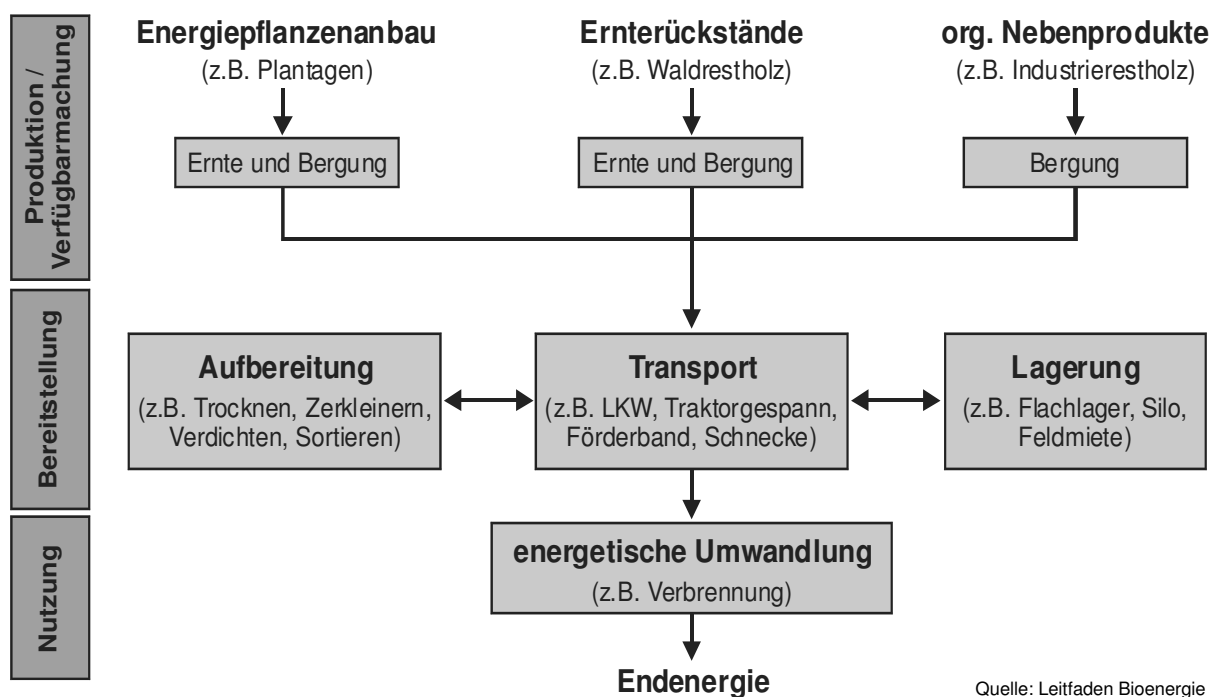 Produktion /
Verfügbarmachung
Energiepflanzenanbau
(z.B. Plantagen)
Ernterückstände
(z.B. Waldrestholz)
org. Nebenprodukte
(z.B. Industrierestholz)
Ernte und Bergung
Ernte und Bergung
Bergung
Bereitstellung
Aufbereitung
(z.B. Trocknen, Zerkleinern,
Verdichten, Sortieren)
Transport
(z.B. LKW, Traktorgespann,
Förderband, Schnecke)
Lagerung
(z.B. Flachlager, Silo,
Feldmiete)
Nutzung
energetische Umwandlung
(z.B. Verbrennung)
Endenergie
Quelle: Leitfaden Bioenergie